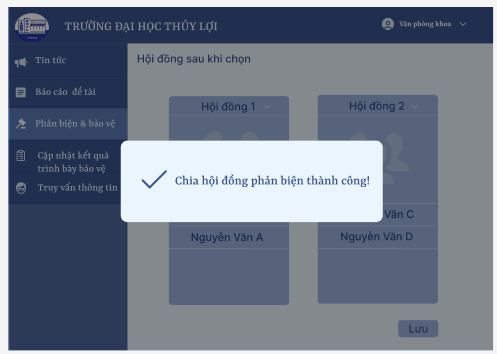 TRƯỜNG ĐẠI HỌC THỦY LỢI
Văn phòng khoa
Tin tức
Báo cáo đề tài
Phản biện & bảo vệ
Cập nhật kết quả
trình bày bảo vệ
Truy vấn thông tin
Hội đồng sau khi chọn
Hội đồng 1
Hội đồng 2
Chia hội đồng phản biện thành công!
Văn C
Nguyễn Văn A
Nguyễn Văn D
Lưu